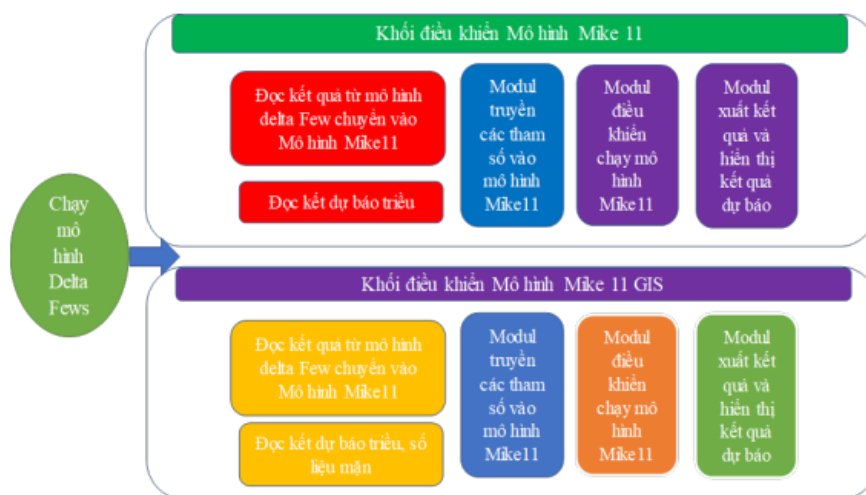 Chạy
mô
hình
Delta
Fews
Khối điều khiển Mô hình Mike 11
Đọc kết quả từ mô hình
delta Few chuyển vào
Mô hình Mike11
Đọc kết dự báo triều
Modul
truyền
các tham
số vào
mô hình
Mike11
Modul
điều
khiển
chạy mô
hình
Mike11
Modul
xuất kết
quả và
hiển thị
kết quả
dự báo
Khối điều khiển Mô hình Mike 11 GIS
Đọc kết quả từ mô hình
delta Few chuyển vào
Mô hình Mike11
Đọc kết dự báo triều, số
liệu mặn
Modul
truyền
các tham
số vào
mô hình
Mike11
Modul
điều
khiển
chạy mô
hình
Mike11
Modul
xuất kết
quả và
hiển thị
kết quả
dự báo